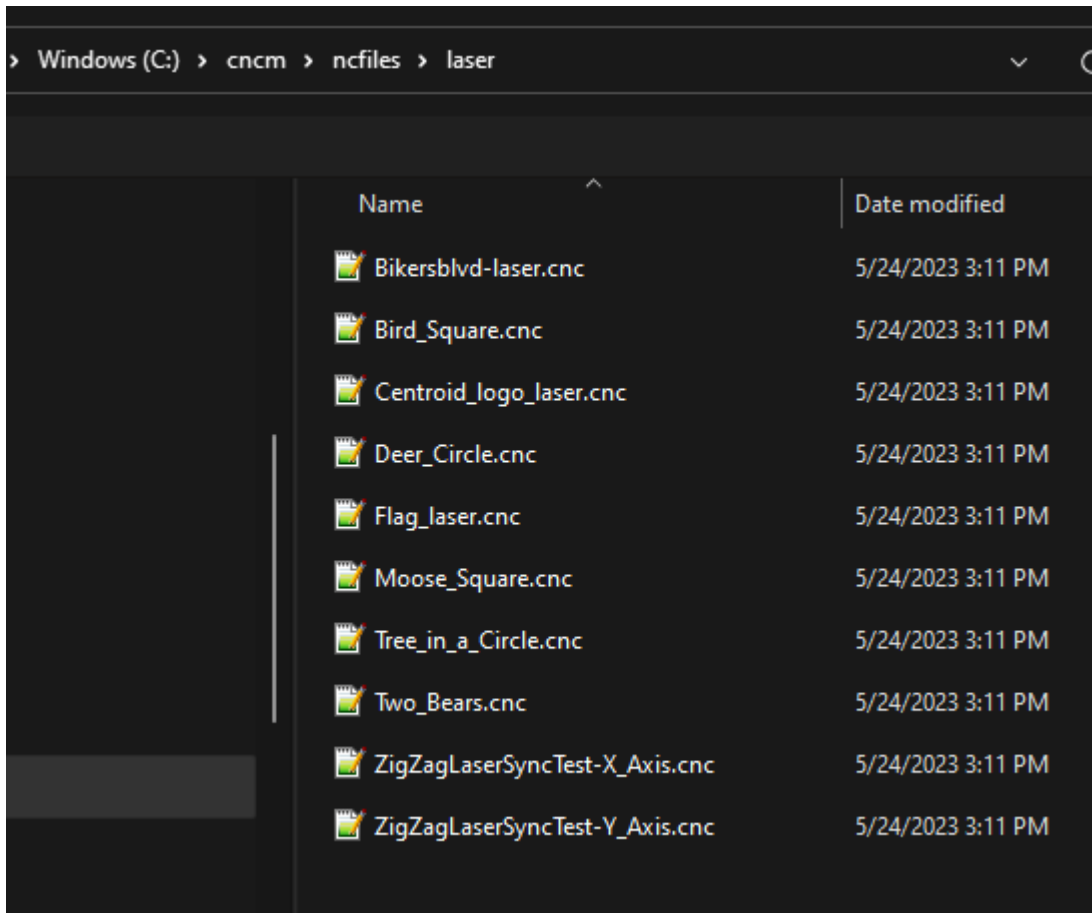 Windows (C:) > cncm > ncfiles > laser
Name Date modified
Bikersblvd-laser.cnc 5/24/2023 3:11 PM
Bird_Square.cnc 5/24/2023 3:11 PM
Centroid_logo_laser.cnc 5/24/2023 3:11 PM
Deer_Circle.cnc 5/24/2023 3:11 PM
Flag_laser.cnc 5/24/2023 3:11 PM
Moose_Square.cnc 5/24/2023 3:11 PM
Tree_in_a_Circle.cnc 5/24/2023 3:11 PM
Two_Bears.cnc 5/24/2023 3:11 PM
ZigZagLaserSyncTest-X_Axis.cnc 5/24/2023 3:11 PM
ZigZagLaserSyncTest-Y_Axis.cnc 5/24/2023 3:11 PM